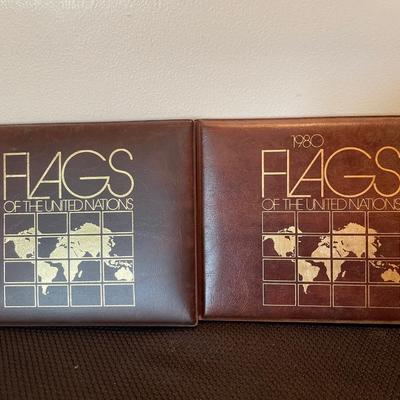 FLAGS
OF THE UNITED NATIONS
1980
FLAGS
OF THE UNITED NATIONS